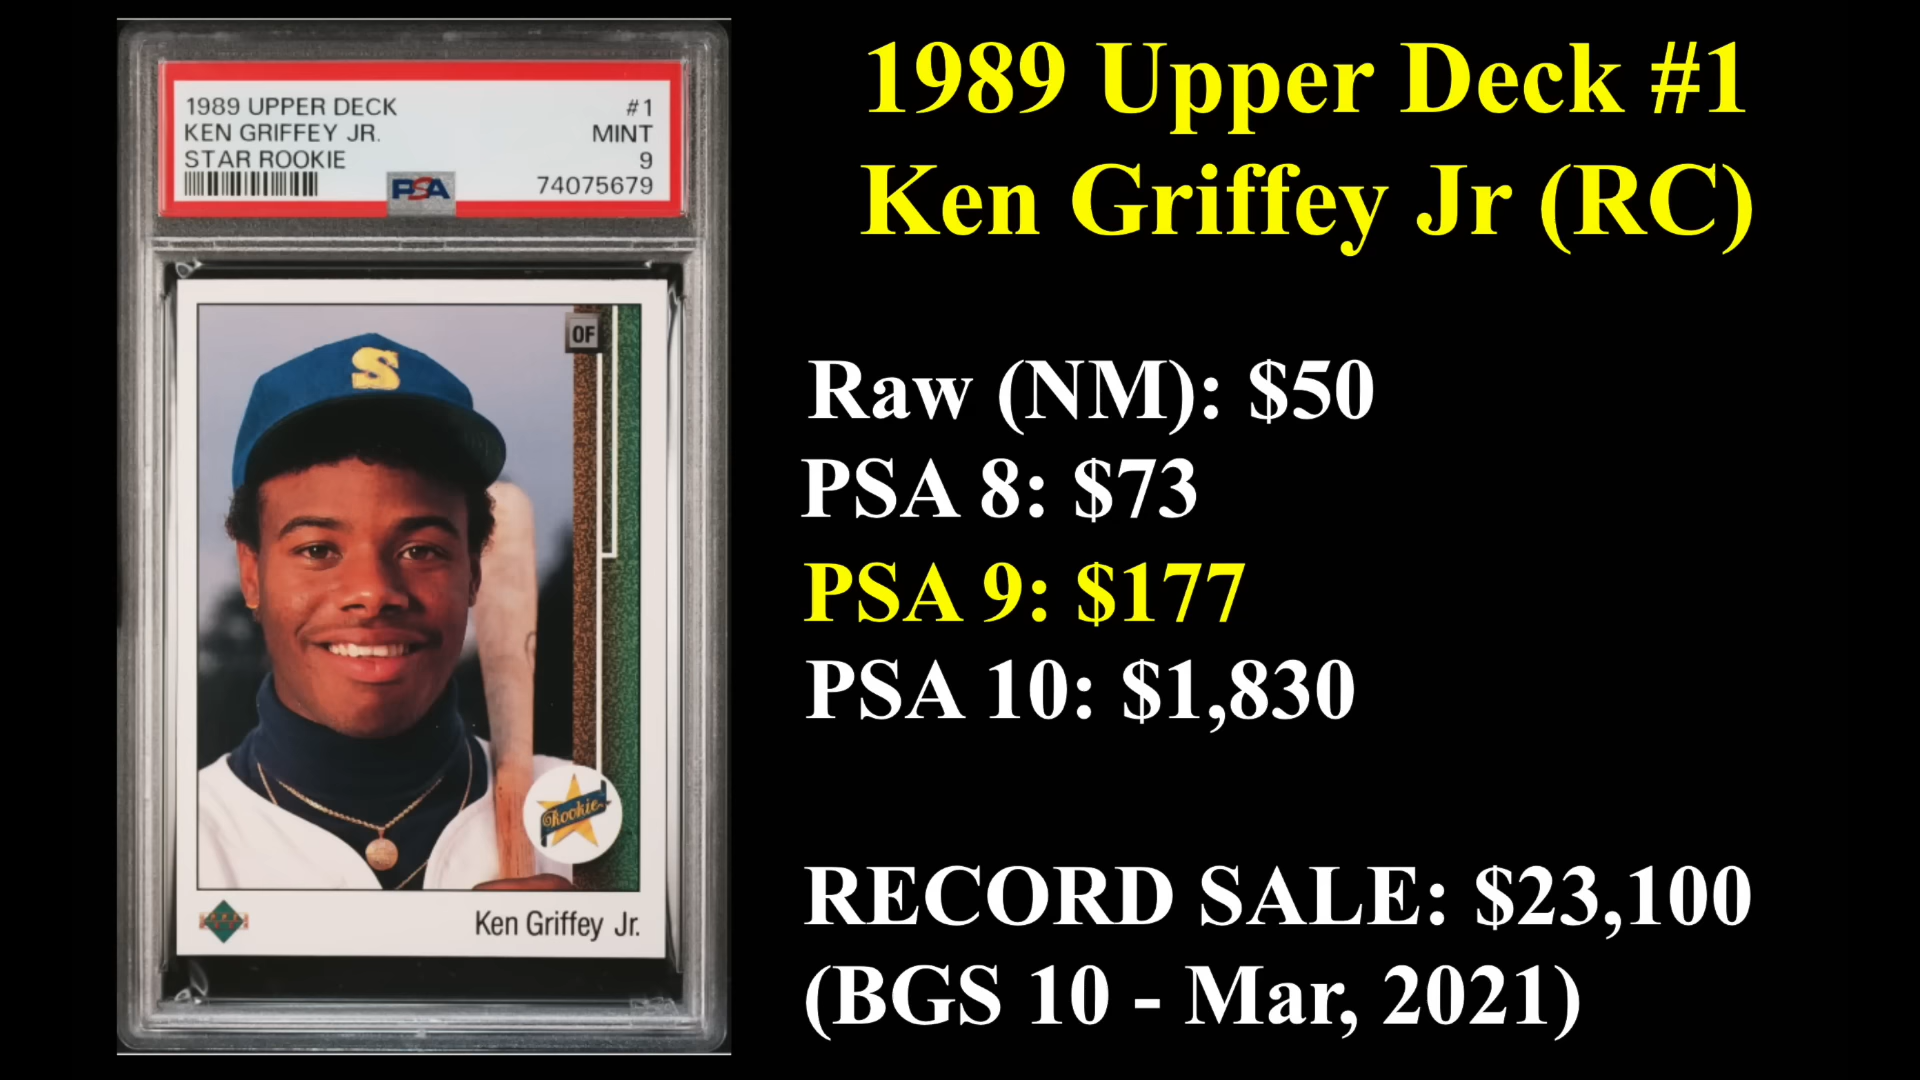 1989 UPPER DECK #1
KEN GRIFFEY JR. MINT
STAR ROOKIE 9
PSA 74075679
OF
S
Rookie
Ken Griffey Jr.
1989 Upper Deck #1
Ken Griffey Jr (RC)
Raw (NM): $50
PSA 8: $73
PSA 9: $177
PSA 10: $1,830
RECORD SALE: $23,100
(BGS 10 - Mar, 2021)